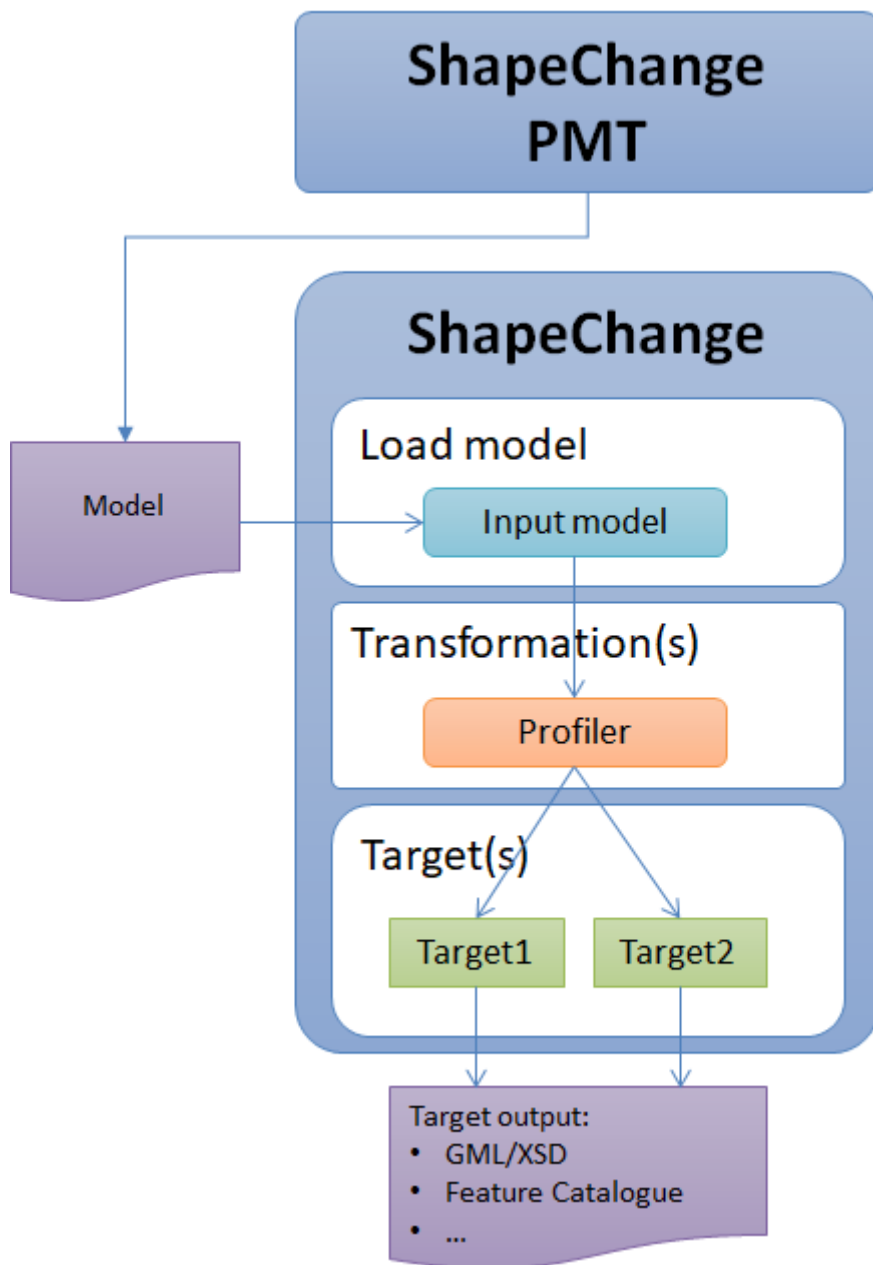 ShapeChange
PMT
ShapeChange
Load model
Model
Input model
Transformation(s)
Profiler
Target(s)
Target1
Target2
Target output:
• GML/XSD
• Feature Catalogue
• ...